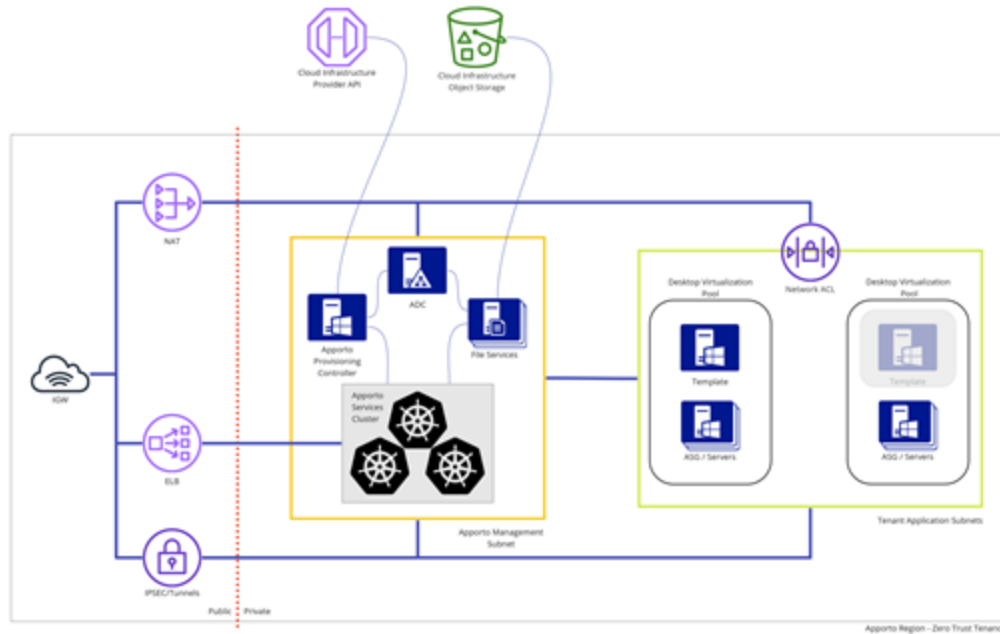 Cloud Infrastructure
Provider API
Cloud Infrastructure
Object Storage
NAT
Network ACL
Desktop Virtualization
Pool
Desktop Virtualization
Pool
ADC
Apporto
Provisioning
Controller
File Services
Template
Template
IGW
Apporto
Services
Cluster
ASG / Servers
ASG / Servers
ELB
Apporto Management
Subnet
Tenant Application Subnets
IPSEC/Tunnels
Public
Private
Apporto Region - Zero Trust Tenanc